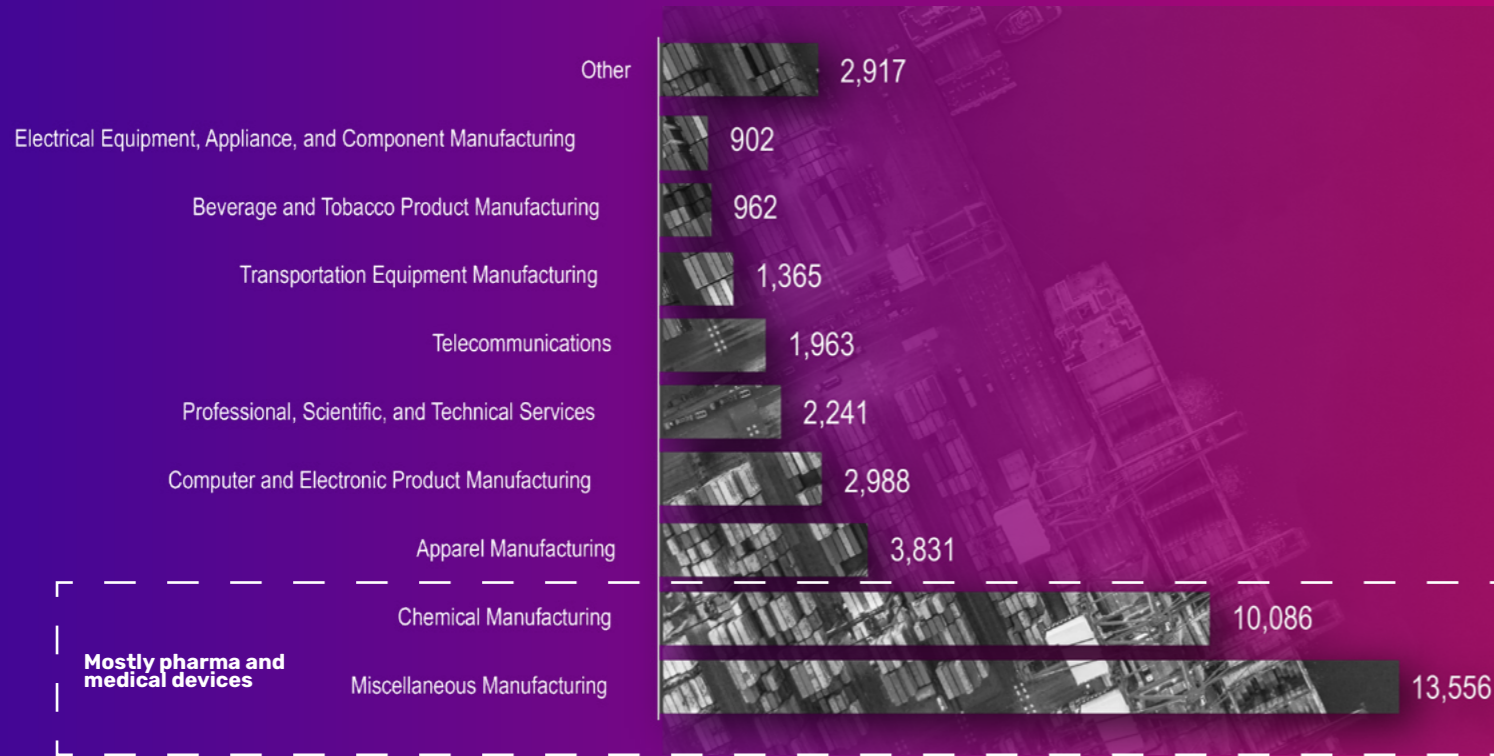 Other 2,917
Electrical Equipment, Appliance, and Component Manufacturing 902
Beverage and Tobacco Product Manufacturing 962
Transportation Equipment Manufacturing 1,365
Telecommunications 1,963
Professional, Scientific, and Technical Services 2,241
Computer and Electronic Product Manufacturing 2,988
Apparel Manufacturing 3,831
Chemical Manufacturing 10,086
Mostly pharma and
medical devices
Miscellaneous Manufacturing 13,556